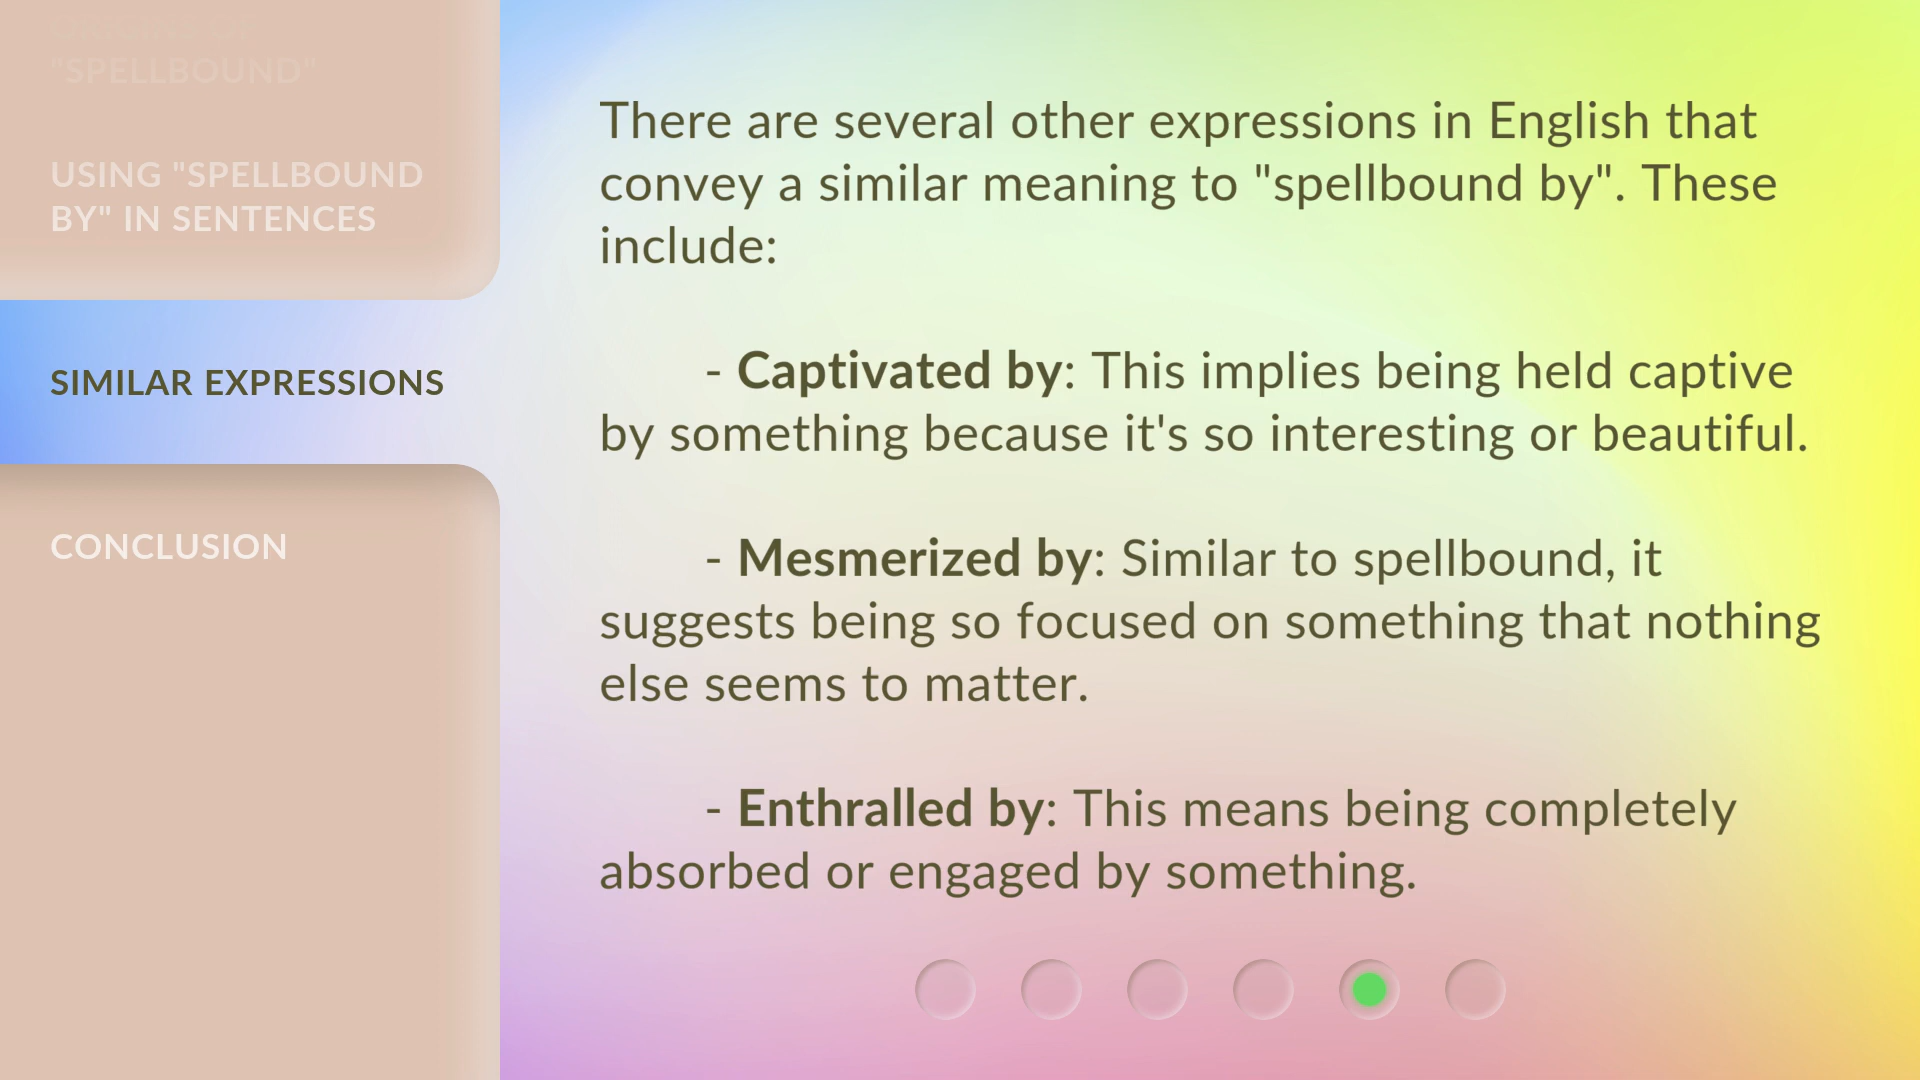 "SPELLBOUND"
USING "SPELLBOUND
BY" IN SENTENCES
SIMILAR EXPRESSIONS
CONCLUSION
There are several other expressions in English that
convey a similar meaning to "spellbound by". These
include:
- Captivated by: This implies being held captive
by something because it's so interesting or beautiful.
- Mesmerized by: Similar to spellbound, it
suggests being so focused on something that nothing
else seems to matter.
- Enthralled by: This means being completely
absorbed or engaged by something.